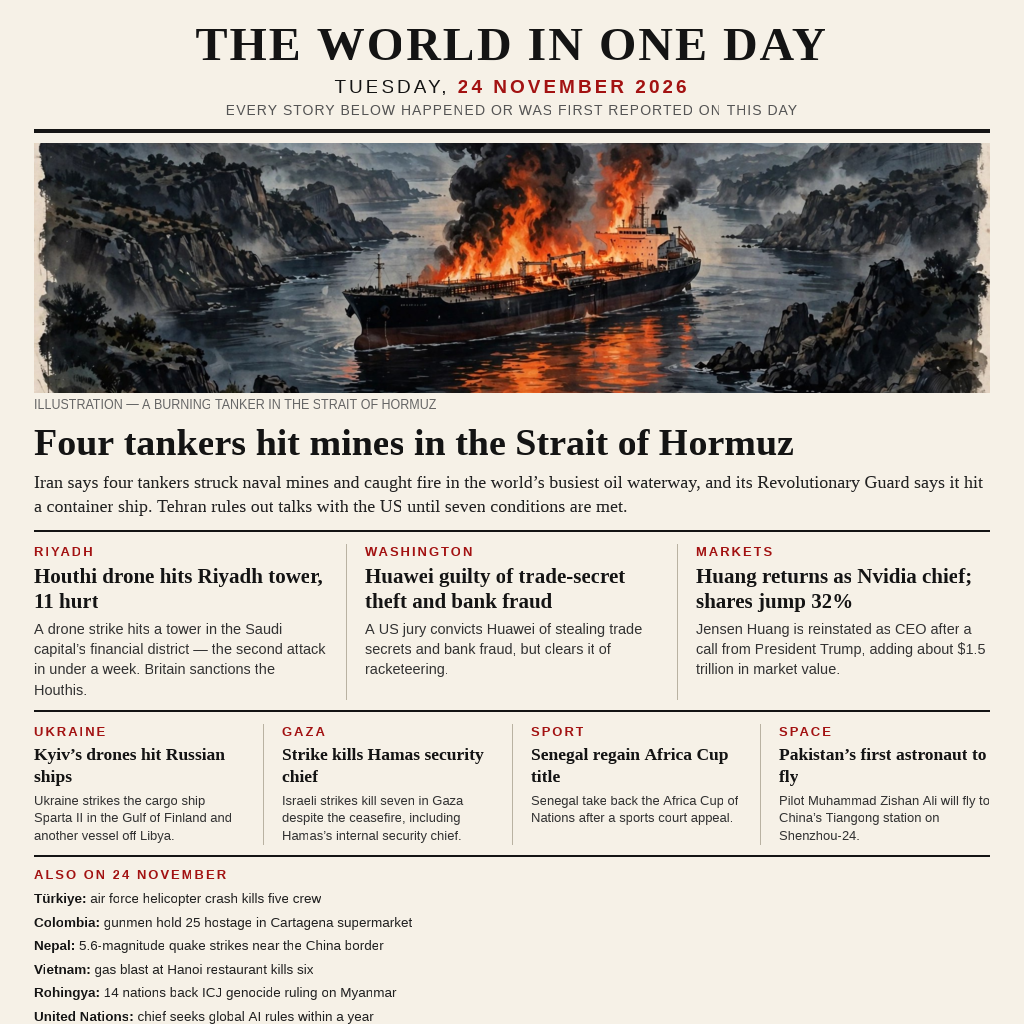 THE WORLD IN ONE DAY
TUESDAY, 24 NOVEMBER 2026
EVERY STORY BELOW HAPPENED OR WAS FIRST REPORTED ON THIS DAY
ILLUSTRATION — A BURNING TANKER IN THE STRAIT OF HORMUZ
Four tankers hit mines in the Strait of Hormuz
Iran says four tankers struck naval mines and caught fire in the world’s busiest oil waterway, and its Revolutionary Guard says it hit
a container ship. Tehran rules out talks with the US until seven conditions are met.
RIYADH
Houthi drone hits Riyadh tower,
11 hurt
A drone strike hits a tower in the Saudi
capital’s financial district — the second attack
in under a week. Britain sanctions the
Houthis.
WASHINGTON
Huawei guilty of trade-secret
theft and bank fraud
A US jury convicts Huawei of stealing trade
secrets and bank fraud, but clears it of
racketeering.
MARKETS
Huang returns as Nvidia chief;
shares jump 32%
Jensen Huang is reinstated as CEO after a
call from President Trump, adding about $1.5
trillion in market value.
UKRAINE
Kyiv’s drones hit Russian
ships
Ukraine strikes the cargo ship
Sparta II in the Gulf of Finland and
another vessel off Libya.
GAZA
Strike kills Hamas security
chief
Israeli strikes kill seven in Gaza
despite the ceasefire, including
Hamas’s internal security chief.
SPORT
Senegal regain Africa Cup
title
Senegal take back the Africa Cup of
Nations after a sports court appeal.
SPACE
Pakistan’s first astronaut to
fly
Pilot Muhammad Zishan Ali will fly to
China’s Tiangong station on
Shenzhou-24.
ALSO ON 24 NOVEMBER
Türkiye: air force helicopter crash kills five crew
Colombia: gunmen hold 25 hostage in Cartagena supermarket
Nepal: 5.6-magnitude quake strikes near the China border
Vietnam: gas blast at Hanoi restaurant kills six
Rohingya: 14 nations back ICJ genocide ruling on Myanmar
United Nations: chief seeks global AI rules within a year